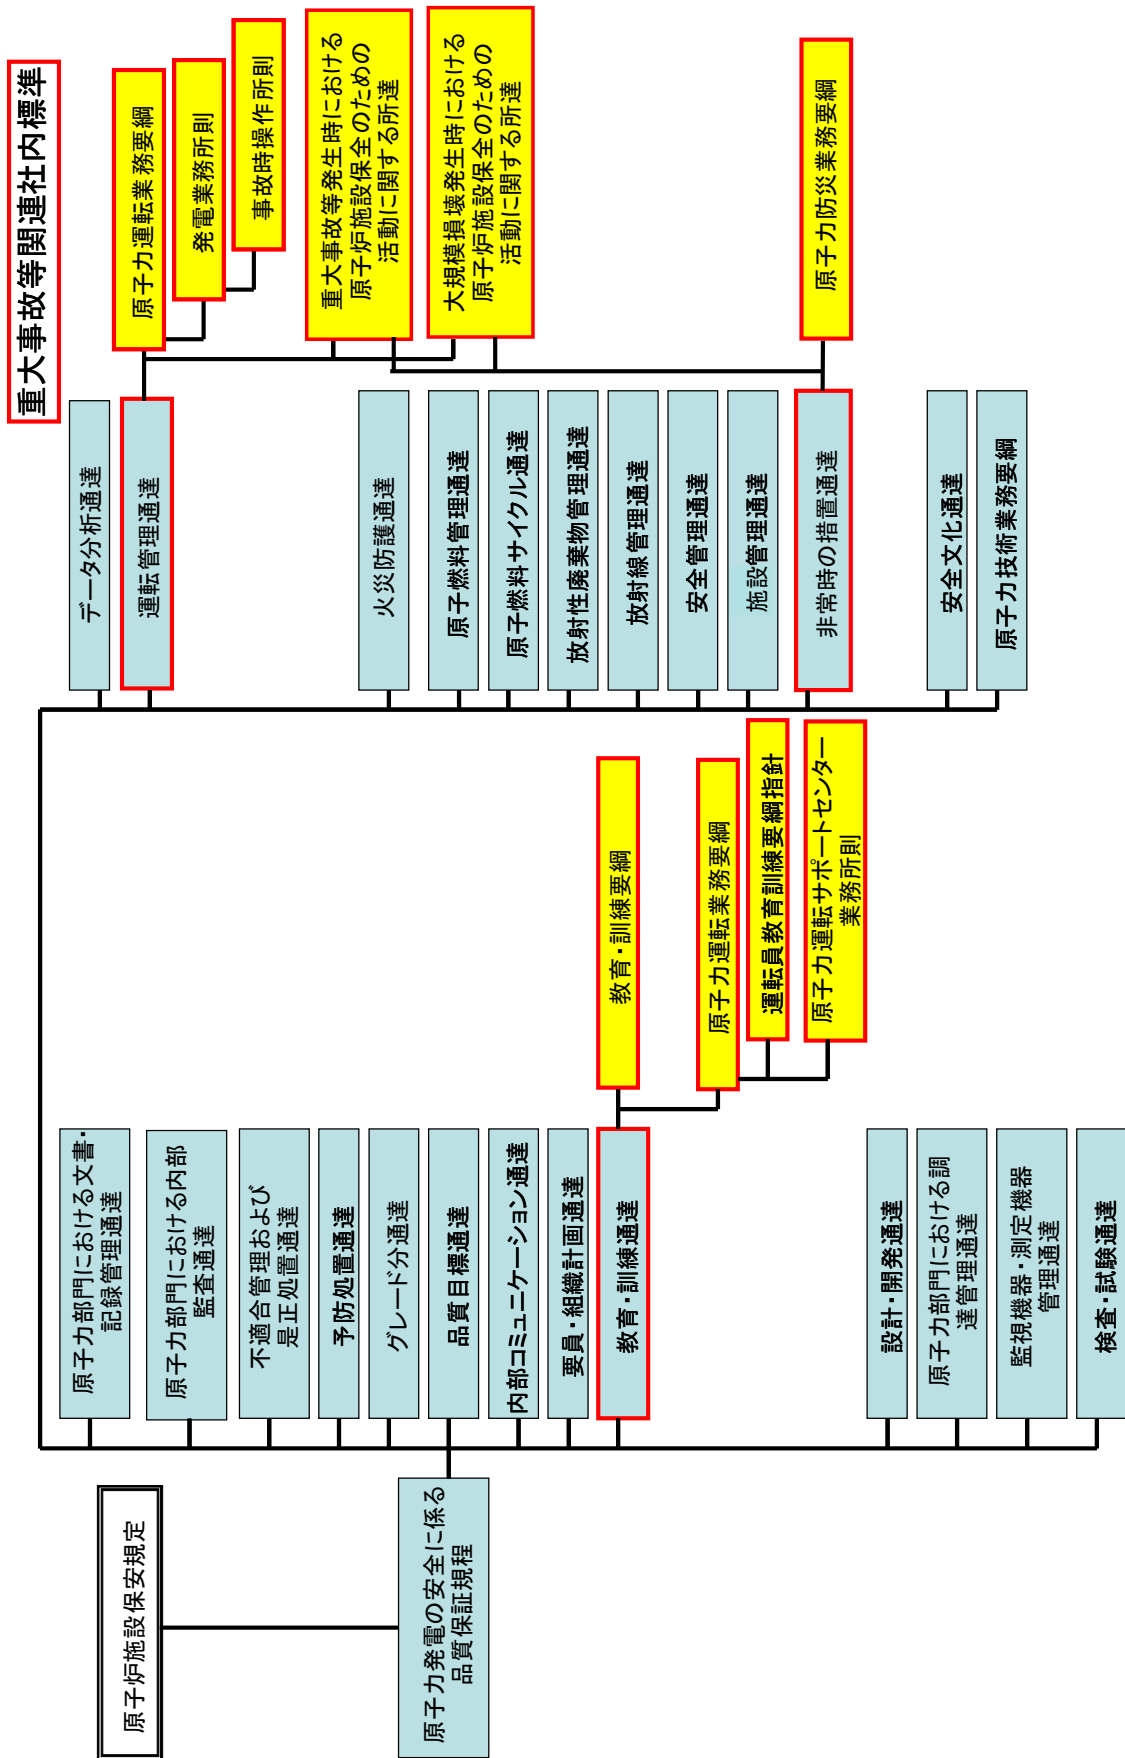 重大事故等関連社内標準
原子炉施設保安規定
原子力発電の安全に係る
品質保証規程
原子力部門における文書・
記録管理通達
原子力部門における内部
監査通達
不適合管理および
是正処置通達
予防処置通達
グレード分通達
品質目標通達
内部コミュニケーション通達
要員・組織計画通達
教育・訓練通達
設計・開発通達
原子力部門における調
達管理通達
監視機器・測定機器
管理通達
検査・試験通達
教育・訓練要綱
原子力運転業務要綱
運転員教育訓練要綱指針
原子力運転サポートセンター
業務所則
データ分析通達
運転管理通達
火災防護通達
原子燃料管理通達
原子燃料サイクル通達
放射性廃棄物管理通達
放射線管理通達
安全管理通達
施設管理通達
非常時の措置通達
安全文化通達
原子力技術業務要綱
原子力運転業務要綱
発電業務所則
事故時操作所則
重大事故等発生時における
原子炉施設保全のための
活動に関する所達
大規模損壊発生時における
原子炉施設保全のための
活動に関する所達
原子力防災業務要綱